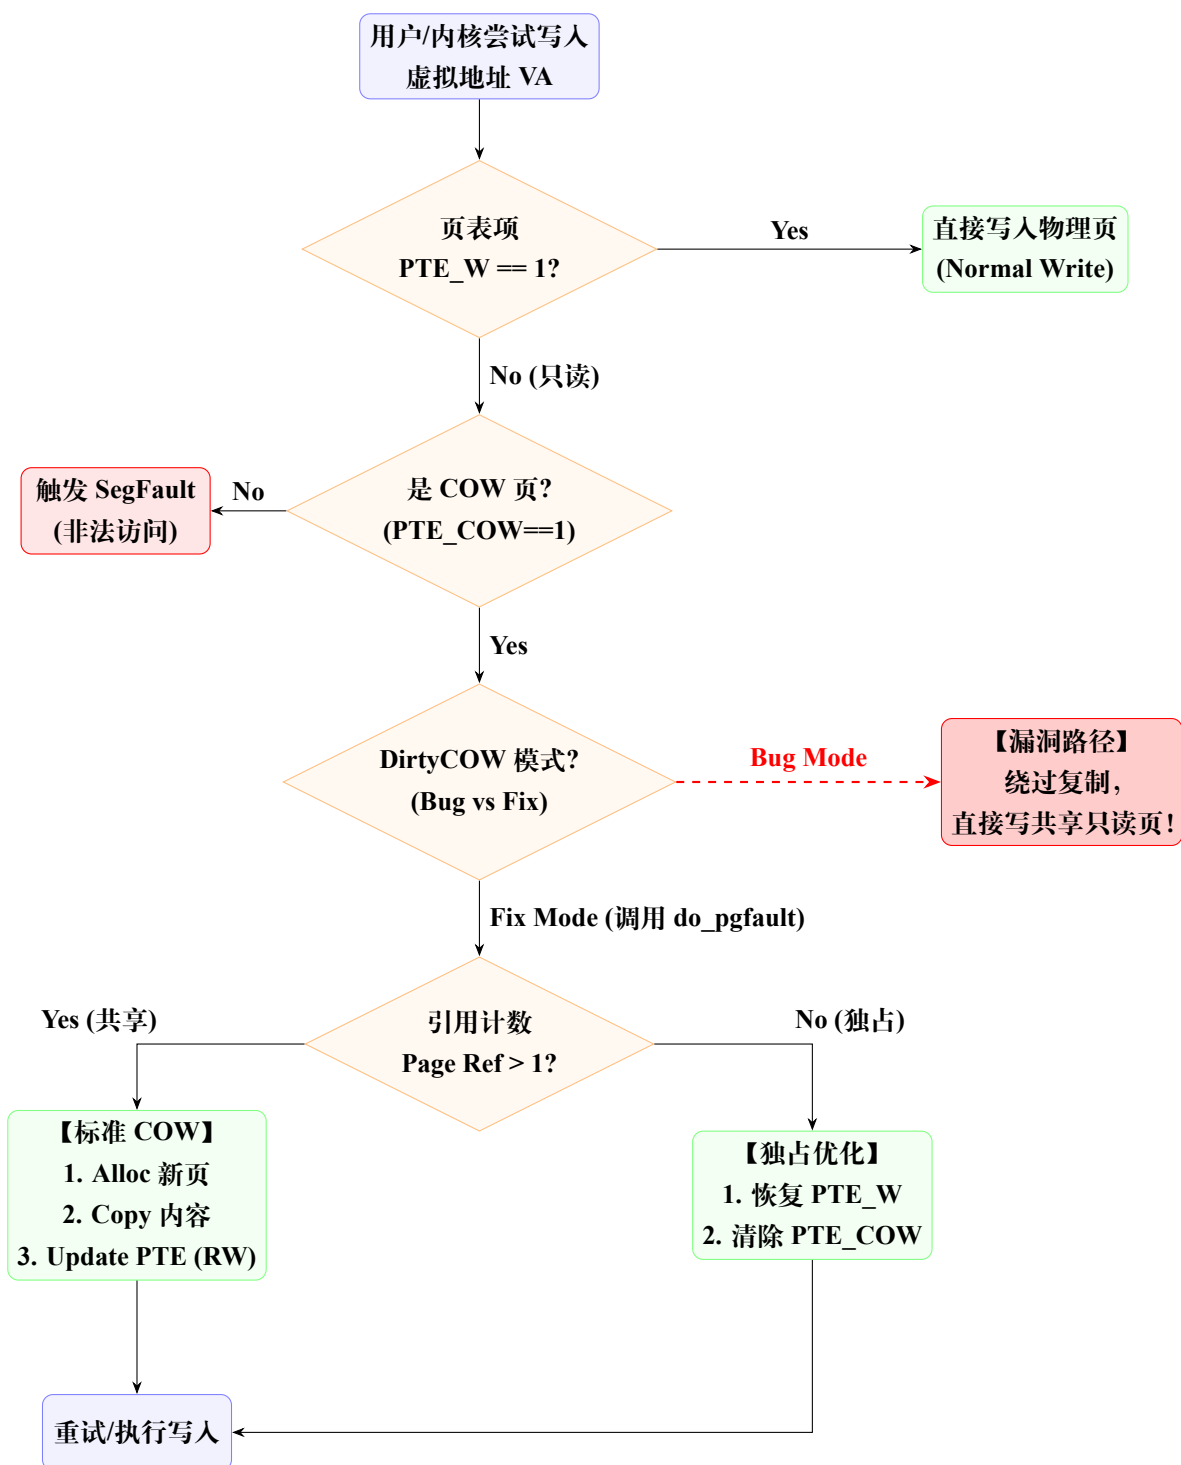 用户/内核尝试写入
虚拟地址 VA
页表项
PTE_W == 1?
Yes
直接写入物理页
(Normal Write)
No (只读)
是 COW 页?
(PTE_COW==1)
No
触发 SegFault
(非法访问)
Yes
DirtyCOW 模式?
(Bug vs Fix)
Bug Mode
【漏洞路径】
绕过复制，
直接写共享只读页！
Fix Mode (调用 do_pgfault)
引用计数
Page Ref > 1?
Yes (共享)
No (独占)
【标准 COW】
1. Alloc 新页
2. Copy 内容
3. Update PTE (RW)
【独占优化】
1. 恢复 PTE_W
2. 清除 PTE_COW
重试/执行写入